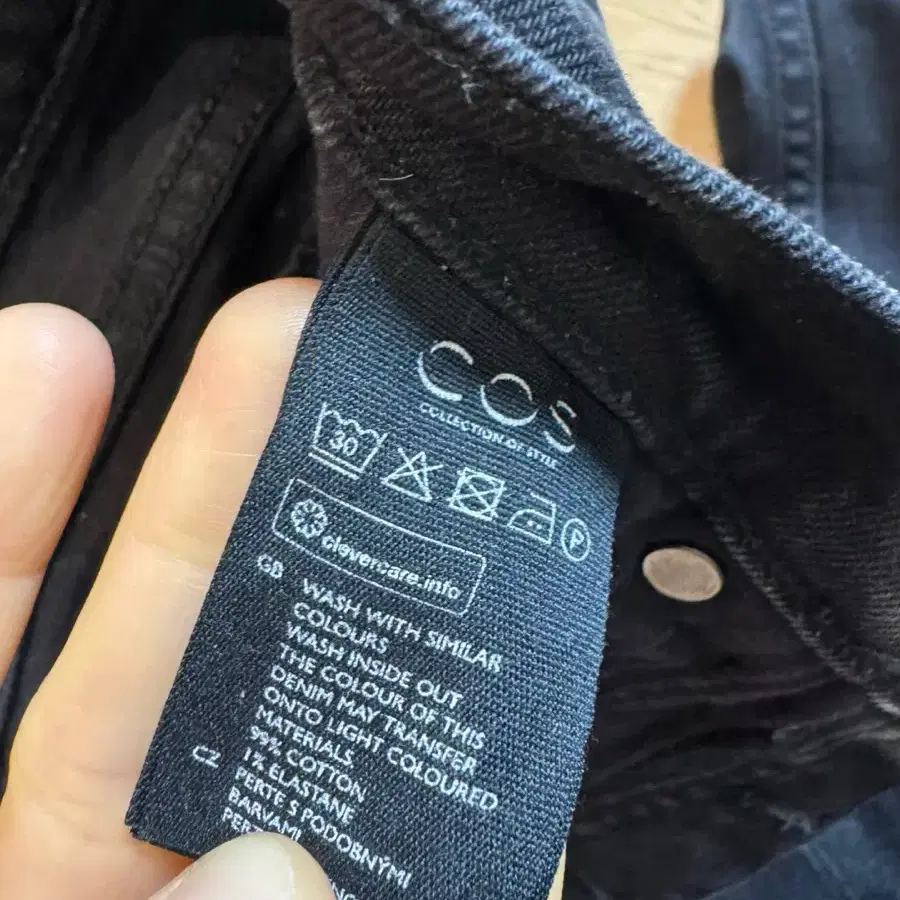 COS
COLLECTION OF STYLE
30
P
clevercare.info
GB WASH WITH SIMILAR
COLOURS
WASH INSIDE OUT
THE COLOUR OF THIS
DENIM MAY TRANSFER
ONTO LIGHT COLOURED
MATERIALS
99% COTTON
1% ELASTANE
CZ PERTE S PODOBNÝMI
BARVAMI